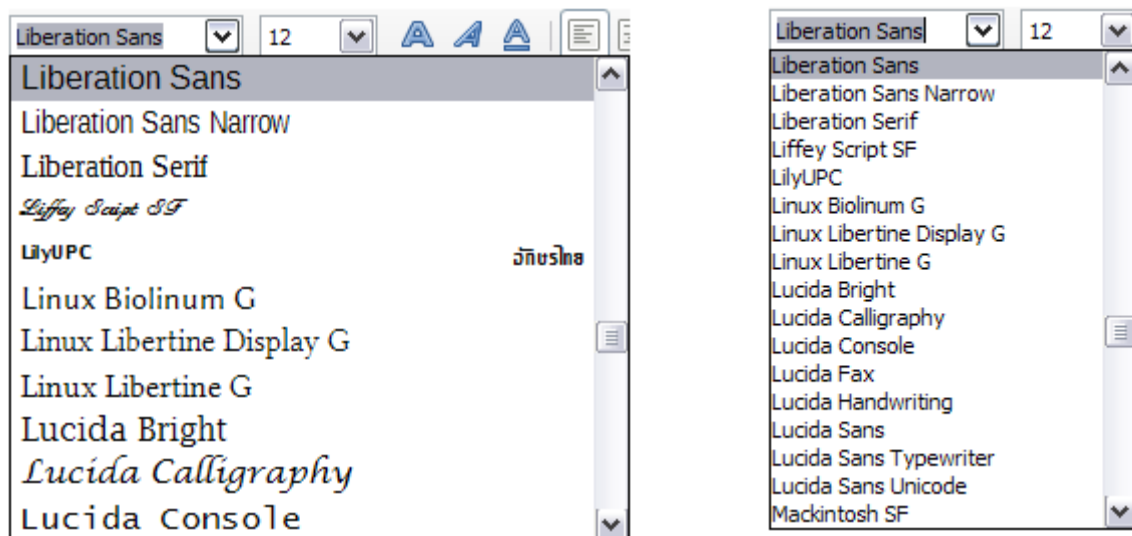 Liberation Sans 12 A A A
Liberation Sans
Liberation Sans Narrow
Liberation Serif
Liffey Script SF
LilyUPC อักษรไทย
Linux Biolinum G
Linux Libertine Display G
Linux Libertine G
Lucida Bright
Lucida Calligraphy
Lucida Console
Liberation Sans 12
Liberation Sans
Liberation Sans Narrow
Liberation Serif
Liffey Script SF
LilyUPC
Linux Biolinum G
Linux Libertine Display G
Linux Libertine G
Lucida Bright
Lucida Calligraphy
Lucida Console
Lucida Fax
Lucida Handwriting
Lucida Sans
Lucida Sans Typewriter
Lucida Sans Unicode
Mackintosh SF